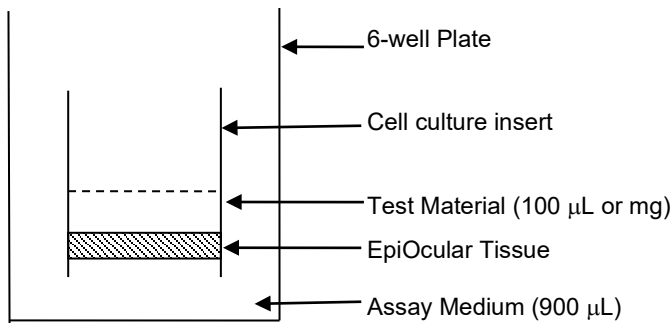 6-well Plate
Cell culture insert
Test Material (100 μL or mg)
EpiOcular Tissue
Assay Medium (900 μL)